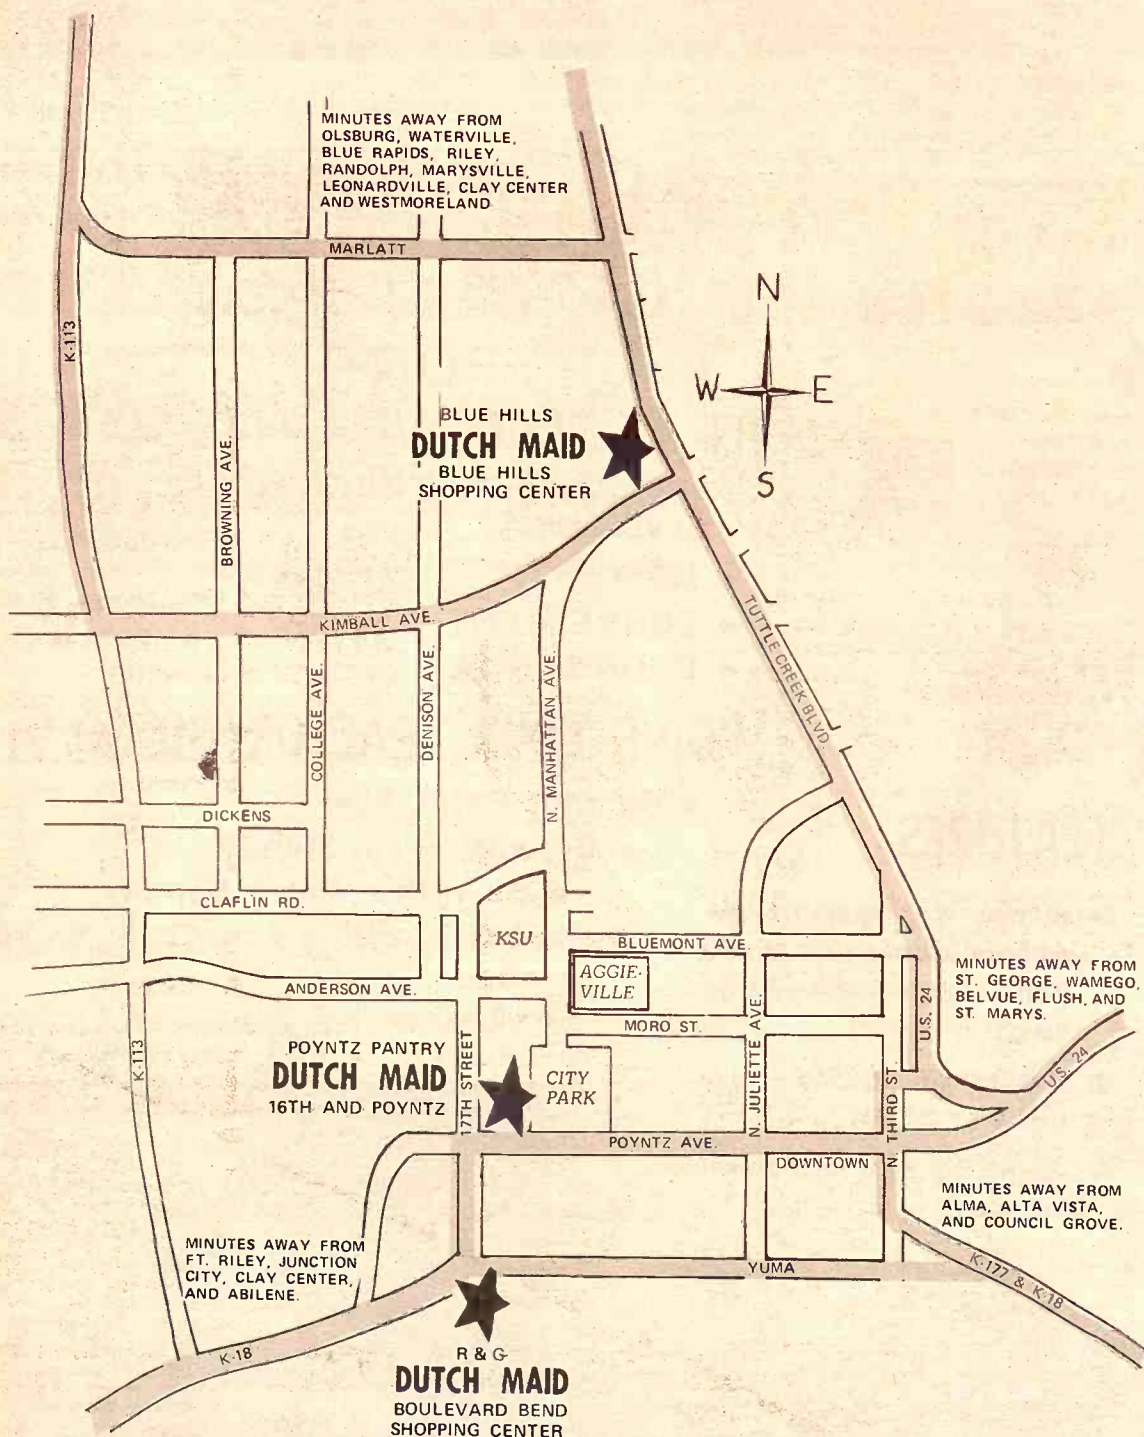 MINUTES AWAY FROM
OLSBURG, WATERVILLE,
BLUE RAPIDS, RILEY,
RANDOLPH, MARYSVILLE,
LEONARDVILLE, CLAY CENTER
AND WESTMORELAND
MARLATT
K-113
N
W E
S
BLUE HILLS
DUTCH MAID
BLUE HILLS
SHOPPING CENTER
BROWNING AVE.
KIMBALL AVE.
COLLEGE AVE.
DENISON AVE.
N. MANHATTAN AVE.
TUTTLE CREEK BLVD.
DICKENS
CLAFLIN RD.
KSU
BLUEMONT AVE.
AGGIE-
VILLE
ANDERSON AVE.
MORO ST.
N. JULIETTE AVE.
U.S. 24
MINUTES AWAY FROM
ST. GEORGE, WAMEGO,
BELVUE, FLUSH, AND
ST. MARYS.
U.S. 24
K-113
POYNTZ PANTRY
DUTCH MAID
16TH AND POYNTZ
17TH STREET
CITY
PARK
N. THIRD ST.
POYNTZ AVE.
DOWNTOWN
MINUTES AWAY FROM
ALMA, ALTA VISTA,
AND COUNCIL GROVE.
MINUTES AWAY FROM
FT. RILEY, JUNCTION
CITY, CLAY CENTER,
AND ABILENE.
YUMA
K-177 & K-18
K-18
R & G
DUTCH MAID
BOULEVARD BEND
SHOPPING CENTER